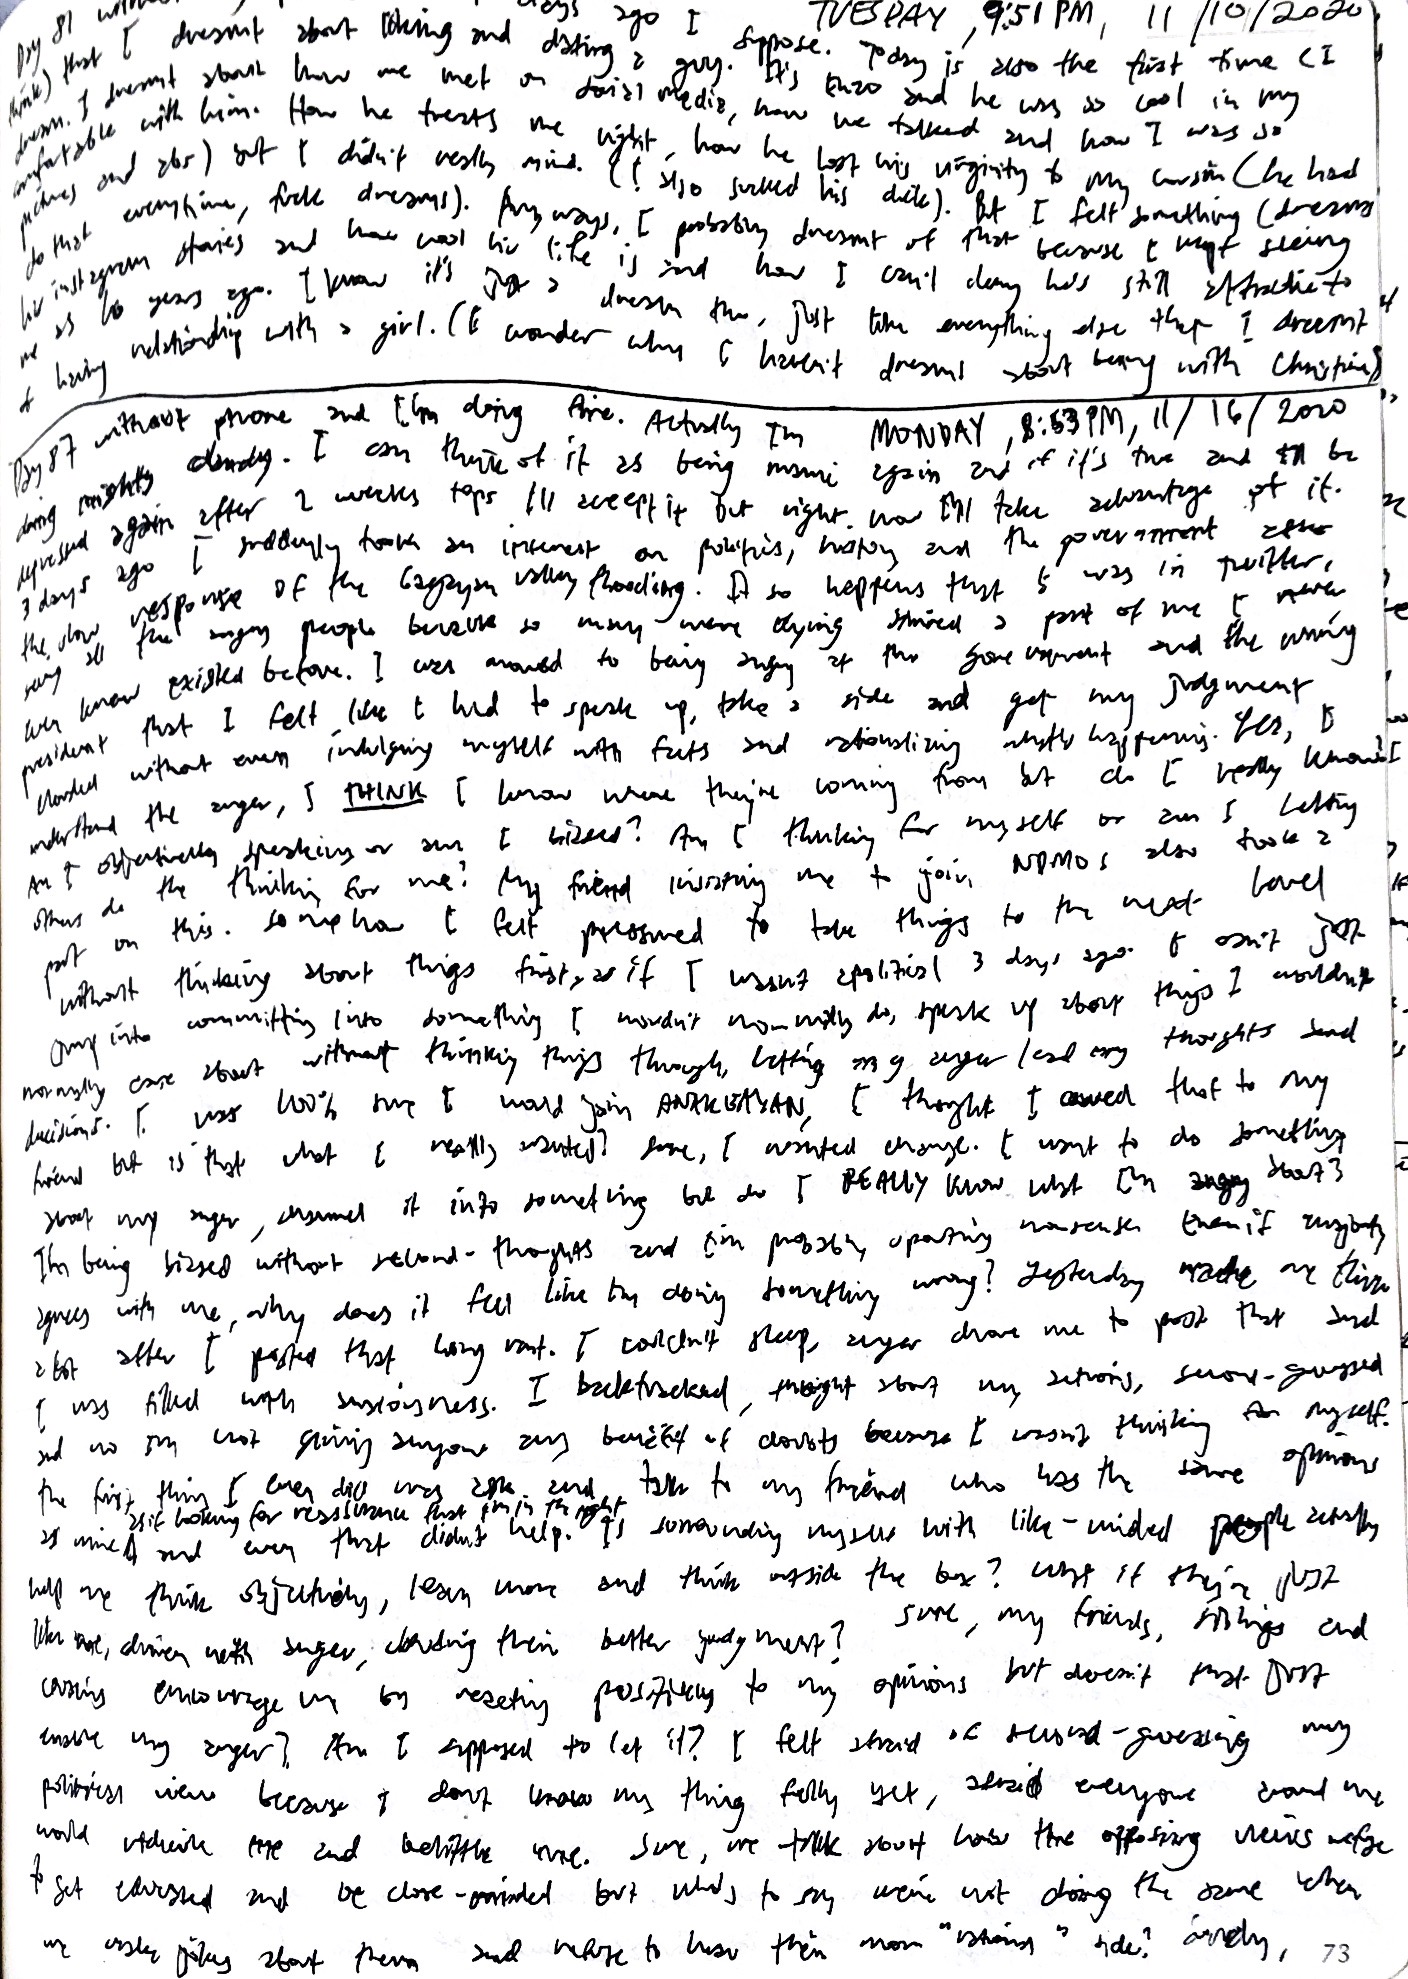 TUESDAY, 9:51 PM, 11/10/2020
Day 81 without days ago I suppose. Today is also the first time (I
think) that I dreamt about liking and dating a guy. It's Enzo and he was so cool in my
dream. I dreamt about how we met on social media, how we talked and how I was so
comfortable with him. How he treats me right, how he lost his virginity to my cousin (he had
pictures and abs) but I didn't really mind. (I also sucked his dick). But I felt something (dreams
do that everytime, fuck dreams). Anyways, I probably dreamt of that because I kept seeing
his instagram stories and how cool his life is and how I can't deny he's still attractive to
me as years ago. I know it's just a dream tho, just like everything else that I dreamt
of having relationship with a girl. (I wonder why I haven't dreamt about being with Christine)
MONDAY, 8:53 PM, 11/16/2020
Day 87 without phone and I'm doing fine. Actually I'm
doing mighty dandy. I can think of it as being manic again and if it's true and I'll be
depressed again after 2 weeks tops I'll accept it but right now I'll take advantage of it.
3 days ago I suddenly took an interest on politics, history and the government
the slow response of the Cagayan Valley flooding. It so happens that I was in twitter,
seeing all the angry people because so many were dying stirred a part of me I never
even knew existed before. I was moved to being angry at the government and the
president that I felt like I had to speak up, take a side and get my judgment
clouded without even indulging myself with facts and rationalizing what's happening. Yes, I
understand the anger, I THINK I know where they're coming from but do I really know?
Am I objectively speaking or am I biased? Am I thinking for myself or am I letting
others do the thinking for me? My friend inviting me to join NDMOs also took a
part on this. Somehow I felt pressured to take things to the next level
without thinking about things first, as if I wasn't apolitical 3 days ago. I can't just
jump into committing into something I wouldn't normally do, speak up about things I wouldn't
normally care about without thinking things through, letting my anger lead my thoughts and
decisions. I was 100% sure I would join ANAKBAYAN, I thought I owed that to my
friend but is that what I really wanted? Sure, I wanted change. I want to do something
about my anger, channel it into something but do I REALLY know what I'm angry about?
I'm being biased without second-thoughts and I'm probably spouting nonsense. Even if anybody
agrees with me, why does it feel like I'm doing something wrong? Yesterday made me think
a lot after I posted that long rant. I couldn't sleep, anger drove me to post that and
I was filled with anxiousness. I backtracked, thought about my actions, second-guessed
and no I'm not giving anyone any benefit of doubts because I wasn't thinking for myself.
The first thing I ever did was ask and talk to my friend who has the same opinions
as mine as if looking for reassurance that I'm in the right and even that didn't help. Is surrounding myself with like-minded people actually
help me think objectively, learn more and think outside the box? What if they're just
like me, driven with anger, clouding their better judgment? Sure, my friends, siblings and
cousins encourage me by reacting positively to my opinions but doesn't that just
enable my anger? Am I supposed to let it? I felt afraid of second-guessing my
political view because I don't know my thing fully yet, afraid everyone around me
would ridicule me and belittle me. Sure, we talk about how the opposing views refuse
to get educated and be close-minded but who's to say we're not doing the same when
we make jokes about them and refuse to hear their more "rational" side? Surely,
73